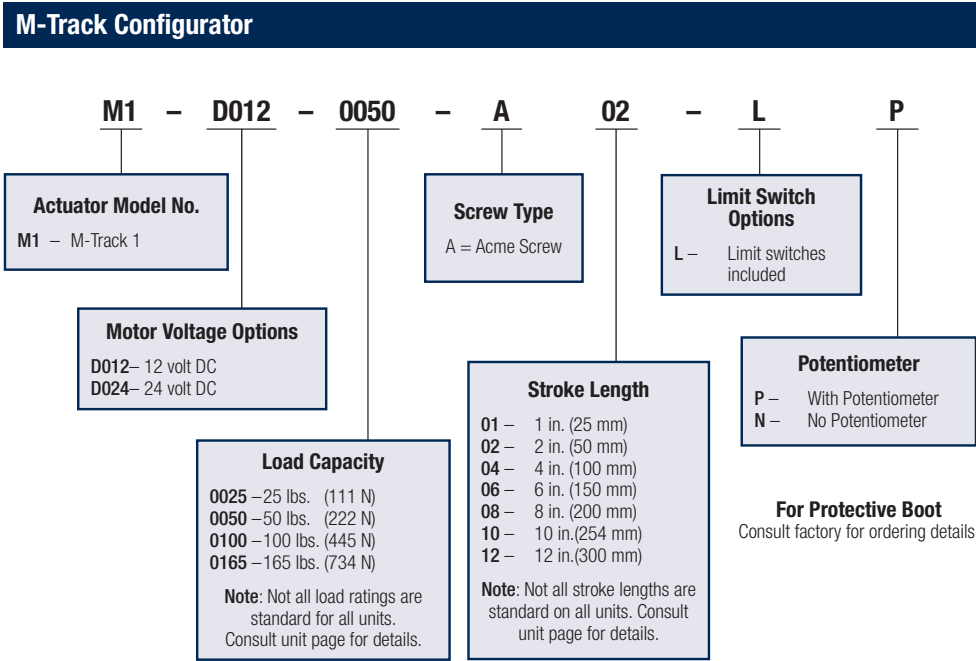 M-Track Configurator
M1 – D012 – 0050 – A 02 – L P
Actuator Model No.
M1 – M-Track 1
Motor Voltage Options
D012– 12 volt DC
D024– 24 volt DC
Load Capacity
0025 –25 lbs. (111 N)
0050 –50 lbs. (222 N)
0100 –100 lbs. (445 N)
0165 –165 lbs. (734 N)
Note: Not all load ratings are
standard for all units.
Consult unit page for details.
Screw Type
A = Acme Screw
Stroke Length
01 – 1 in. (25 mm)
02 – 2 in. (50 mm)
04 – 4 in. (100 mm)
06 – 6 in. (150 mm)
08 – 8 in. (200 mm)
10 – 10 in.(254 mm)
12 – 12 in.(300 mm)
Note: Not all stroke lengths are
standard on all units. Consult
unit page for details.
Limit Switch
Options
L – Limit switches
included
Potentiometer
P – With Potentiometer
N – No Potentiometer
For Protective Boot
Consult factory for ordering details